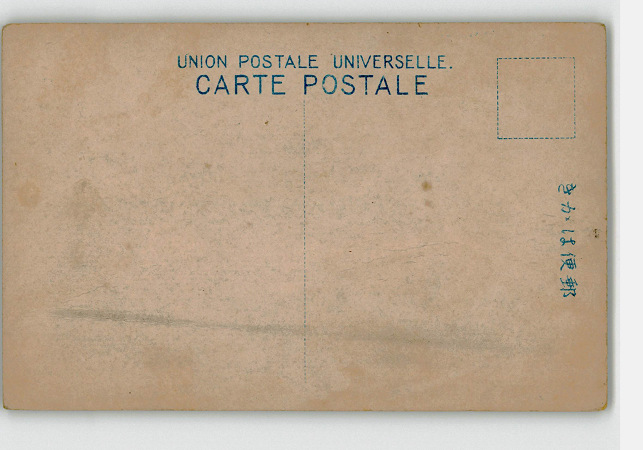 UNION POSTALE UNIVERSELLE.
CARTE POSTALE
きかは便郵